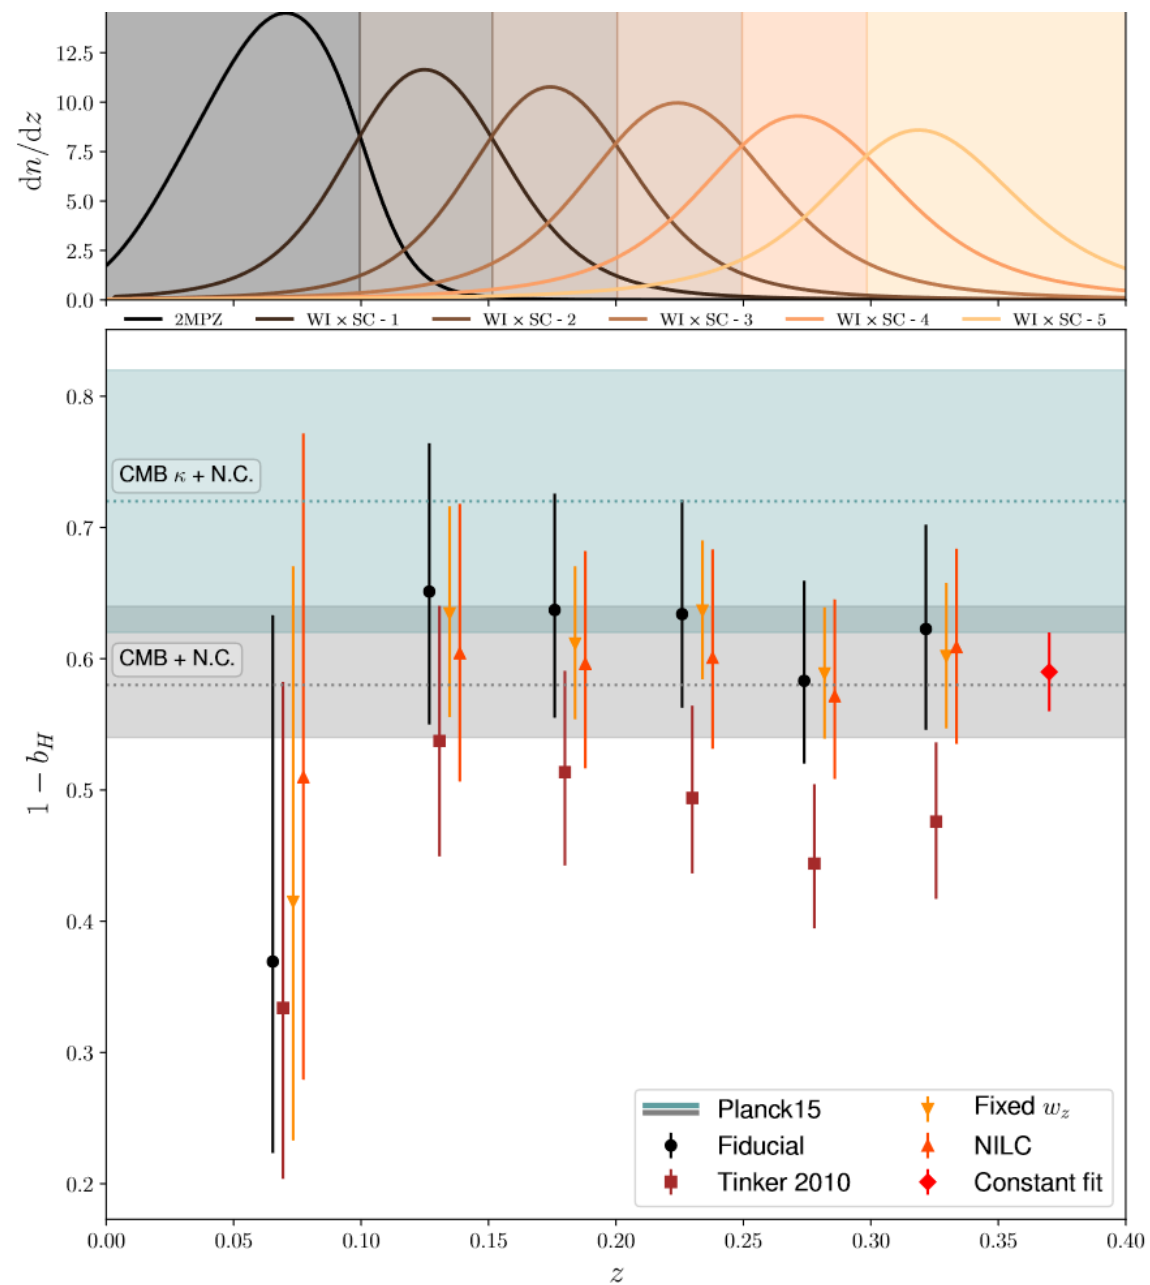 12.5
10.0
7.5
5.0
2.5
0.0
dn/dz
2MPZ WI × SC - 1 WI × SC - 2 WI × SC - 3 WI × SC - 4 WI × SC - 5
0.8
0.7
0.6
0.5
0.4
0.3
0.2
1 − b_H
CMB κ + N.C.
CMB + N.C.
Planck15 Fixed w_z
Fiducial NILC
Tinker 2010 Constant fit
0.00 0.05 0.10 0.15 0.20 0.25 0.30 0.35 0.40
z